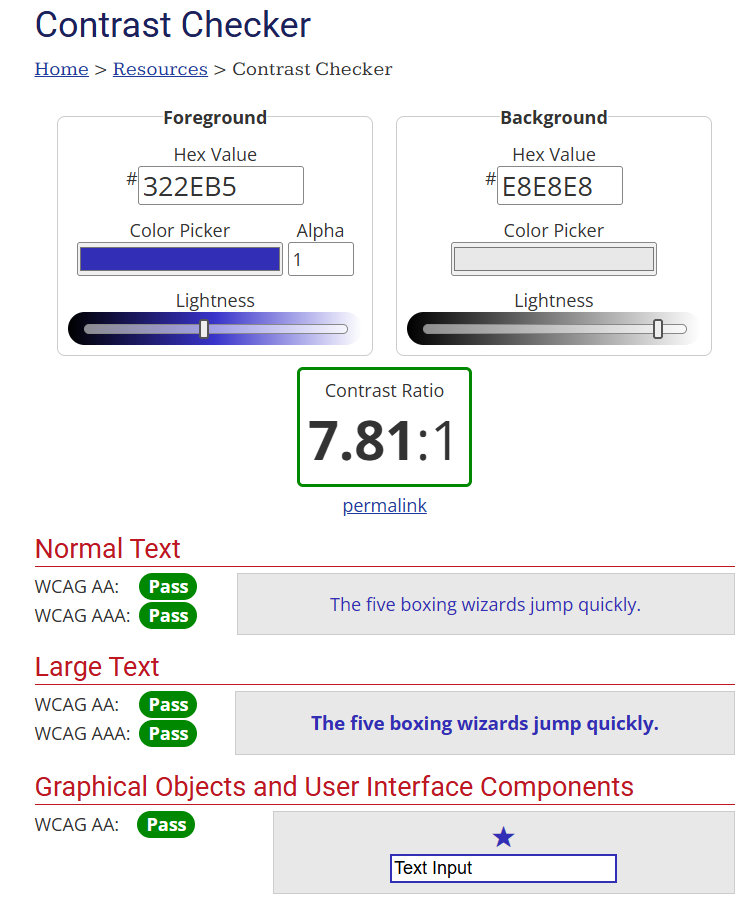 Contrast Checker
Home > Resources > Contrast Checker
Foreground
Hex Value
# 322EB5
Color Picker
Alpha
1
Lightness
Background
Hex Value
# E8E8E8
Color Picker
Lightness
Contrast Ratio
7.81:1
permalink
Normal Text
WCAG AA: Pass
WCAG AAA: Pass
The five boxing wizards jump quickly.
Large Text
WCAG AA: Pass
WCAG AAA: Pass
The five boxing wizards jump quickly.
Graphical Objects and User Interface Components
WCAG AA: Pass
Text Input